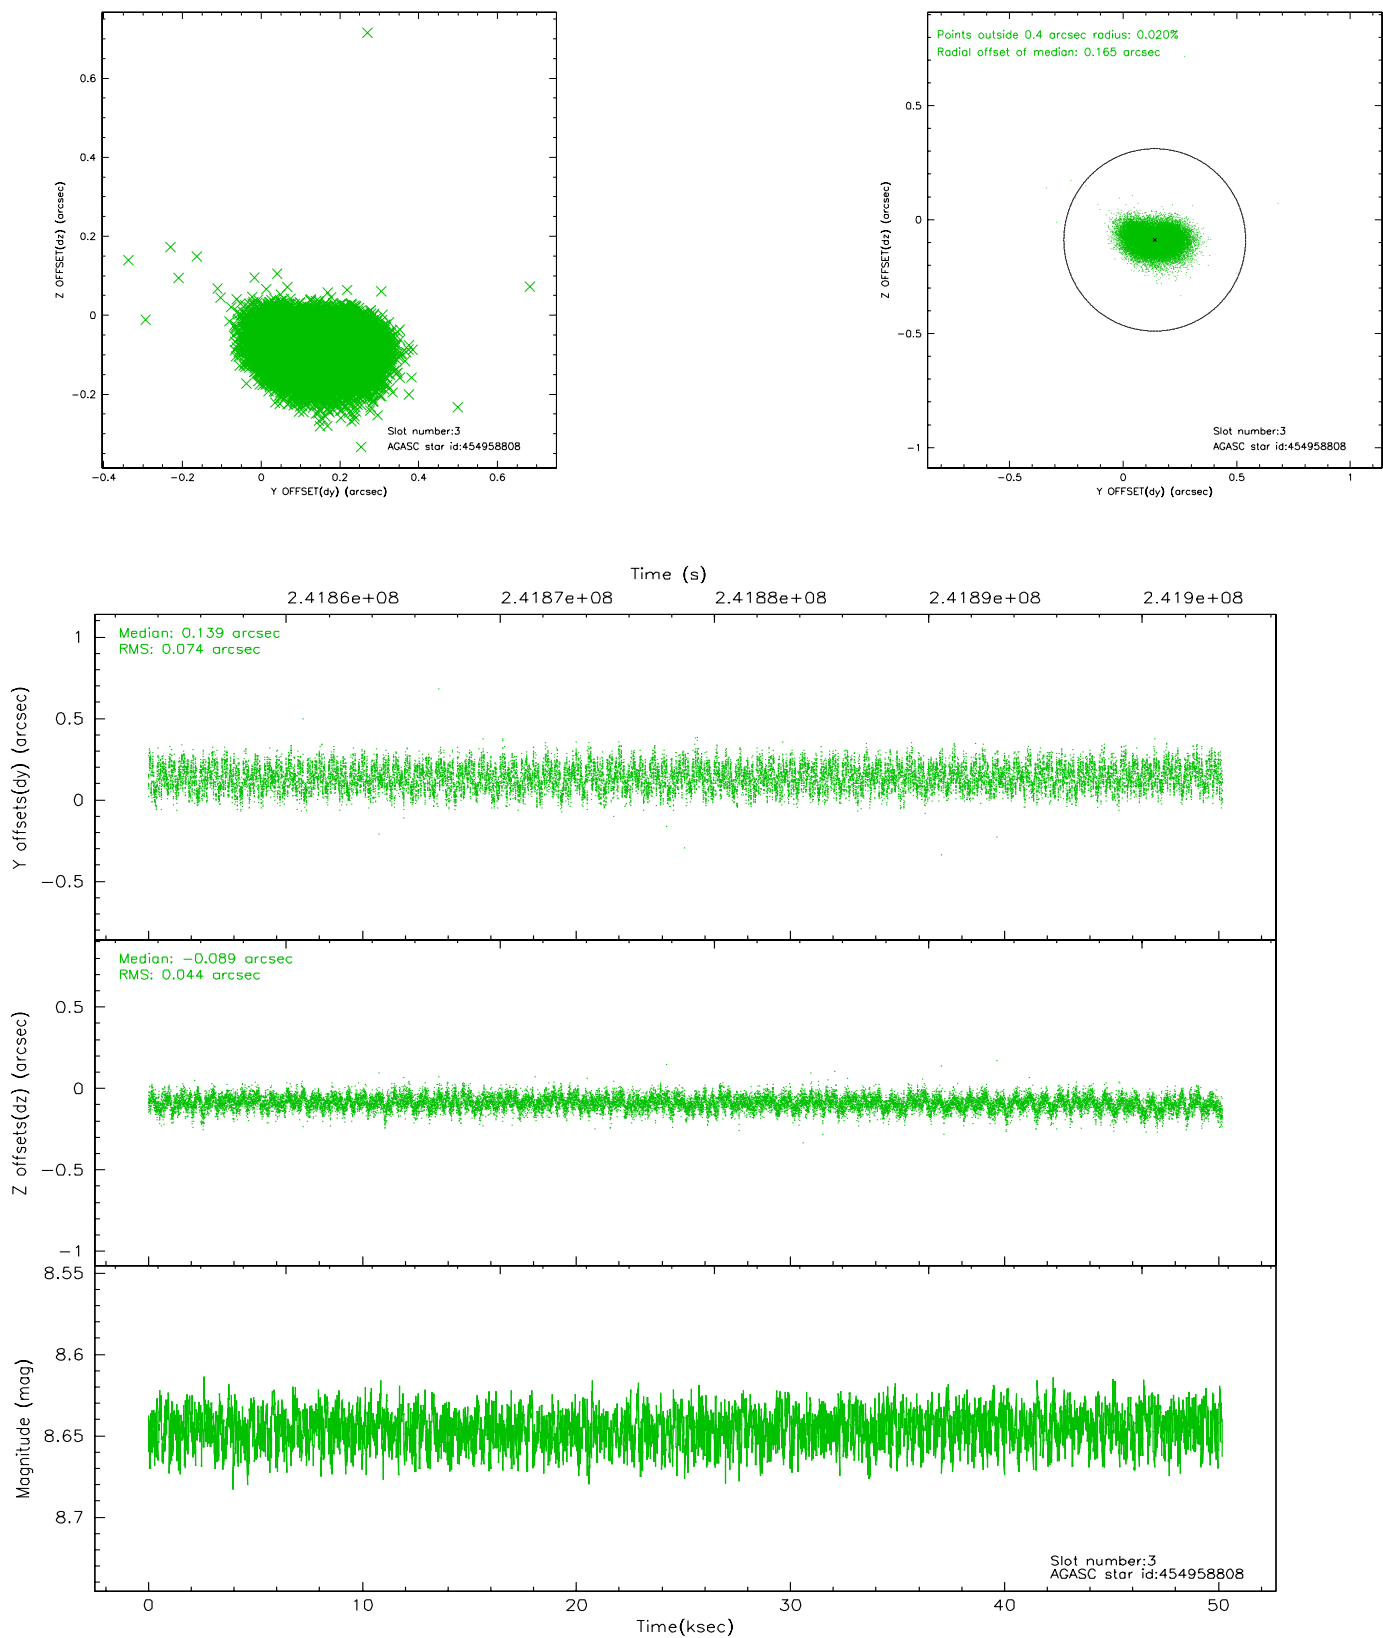 0.6
0.4
0.2
0
−0.2
Z OFFSET(dz) (arcsec)
Slot number:3
AGASC star id:454958808
−0.4 −0.2 0 0.2 0.4 0.6
Y OFFSET(dy) (arcsec)
Points outside 0.4 arcsec radius: 0.020%
Radial offset of median: 0.165 arcsec
0.5
0
−0.5
−1
Z OFFSET(dz) (arcsec)
Slot number:3
AGASC star id:454958808
−0.5 0 0.5 1
Y OFFSET(dy) (arcsec)
Time (s)
2.4186e+08 2.4187e+08 2.4188e+08 2.4189e+08 2.419e+08
Median: 0.139 arcsec
RMS: 0.074 arcsec
1
0.5
0
−0.5
Y offsets(dy) (arcsec)
Median: −0.089 arcsec
RMS: 0.044 arcsec
0.5
0
−0.5
−1
Z offsets(dz) (arcsec)
8.55
8.6
8.65
8.7
Magnitude (mag)
Slot number:3
AGASC star id:454958808
0 10 20 30 40 50
Time(ksec)